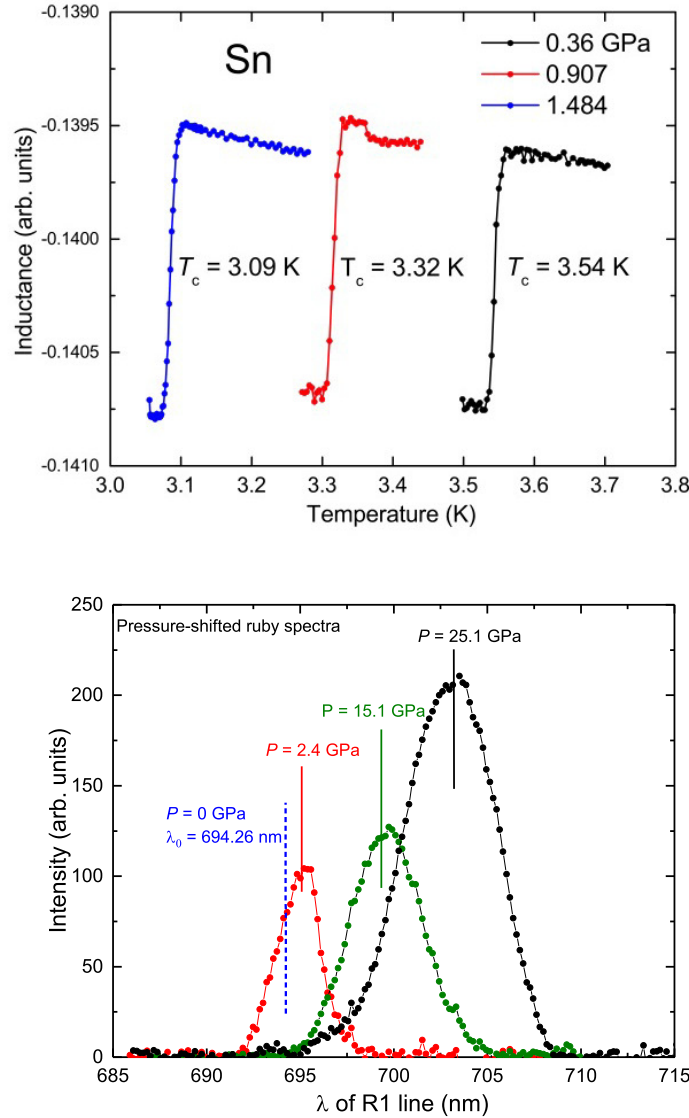 -0.1390
Sn
0.36 GPa
0.907
1.484
-0.1395
Inductance (arb. units)
-0.1400
Tc = 3.09 K
Tc = 3.32 K
Tc = 3.54 K
-0.1405
-0.1410
3.0 3.1 3.2 3.3 3.4 3.5 3.6 3.7 3.8
Temperature (K)
250
Pressure-shifted ruby spectra
P = 25.1 GPa
200
P = 15.1 GPa
P = 2.4 GPa
150
P = 0 GPa
λ0 = 694.26 nm
Intensity (arb. units)
100
50
0
685 690 695 700 705 710 715
λ of R1 line (nm)